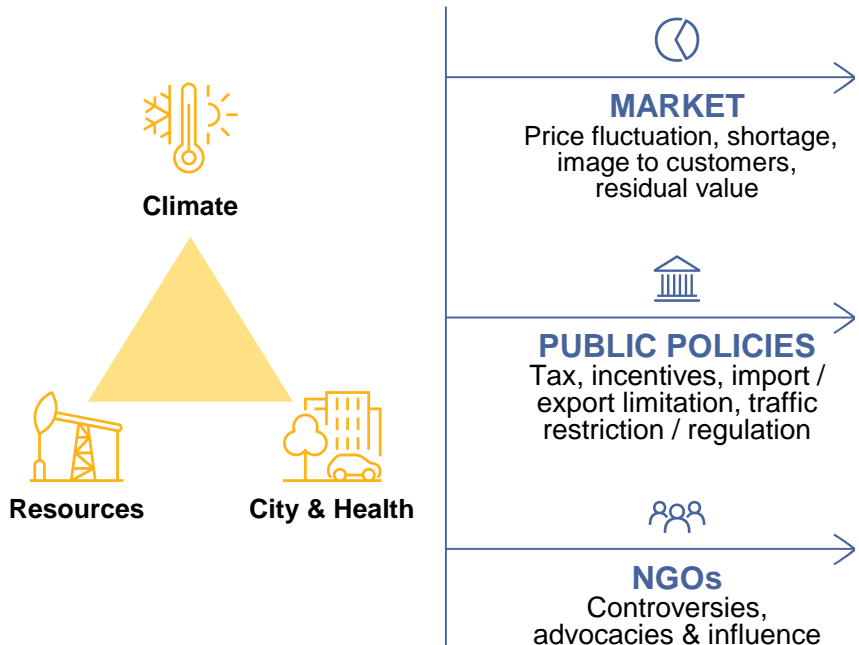 Climate
Resources
City & Health
MARKET
Price fluctuation, shortage,
image to customers,
residual value
PUBLIC POLICIES
Tax, incentives, import /
export limitation, traffic
restriction / regulation
NGOs
Controversies,
advocacies & influence